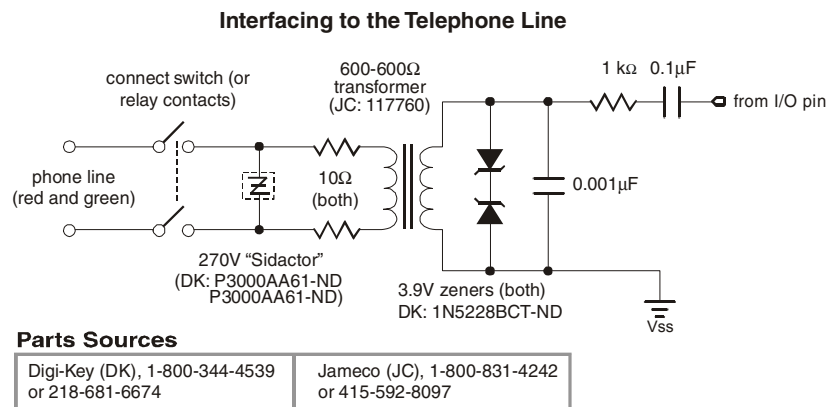 Interfacing to the Telephone Line
connect switch (or
relay contacts)
600-600Ω
transformer
(JC: 117760)
1 kΩ
0.1μF
from I/O pin
phone line
(red and green)
10Ω
(both)
0.001μF
270V “Sidactor”
(DK: P3000AA61-ND
P3000AA61-ND)
3.9V zeners (both)
DK: 1N5228BCT-ND
Vss
Parts Sources
Digi-Key (DK), 1-800-344-4539
or 218-681-6674
Jameco (JC), 1-800-831-4242
or 415-592-8097